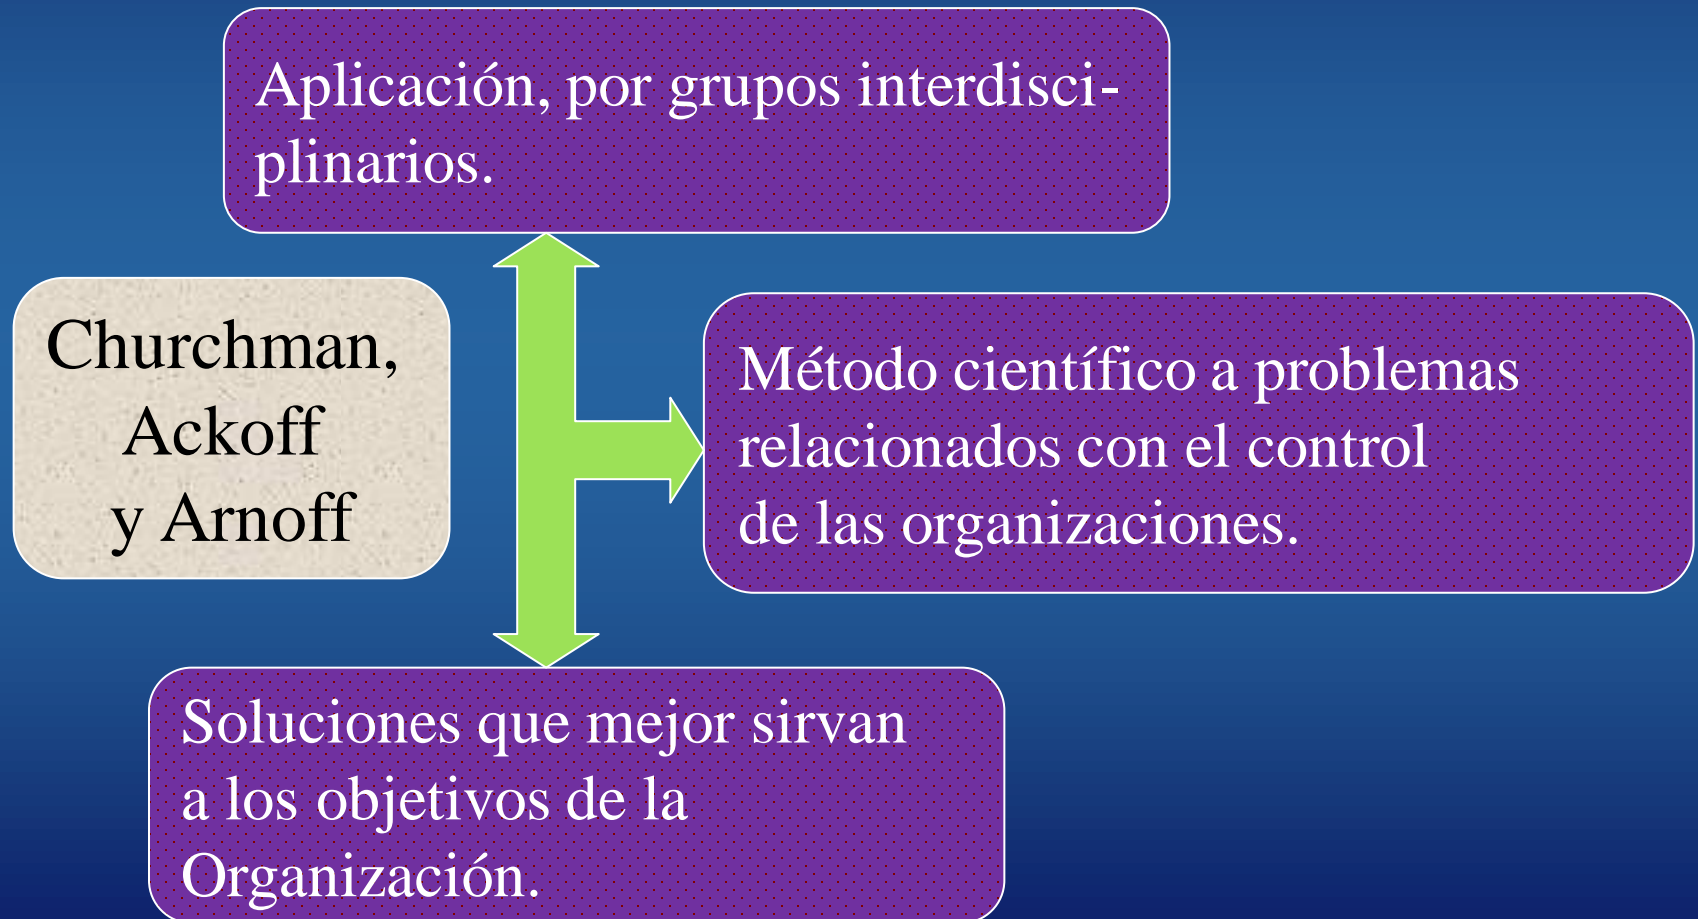 Aplicación, por grupos interdisci-
plinarios.
Churchman,
Ackoff
y Arnoff
Método científico a problemas
relacionados con el control
de las organizaciones.
Soluciones que mejor sirvan
a los objetivos de la
Organización.